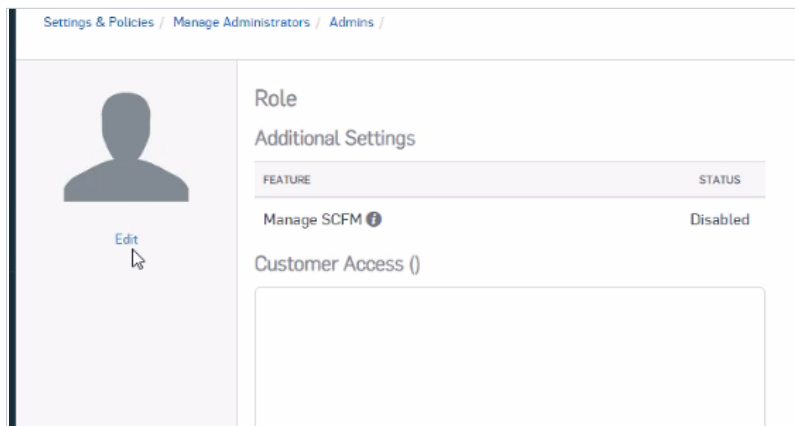 Settings & Policies / Manage Administrators / Admins /
Role
Additional Settings
FEATURE STATUS
Manage SCFM Disabled
Edit
Customer Access ()